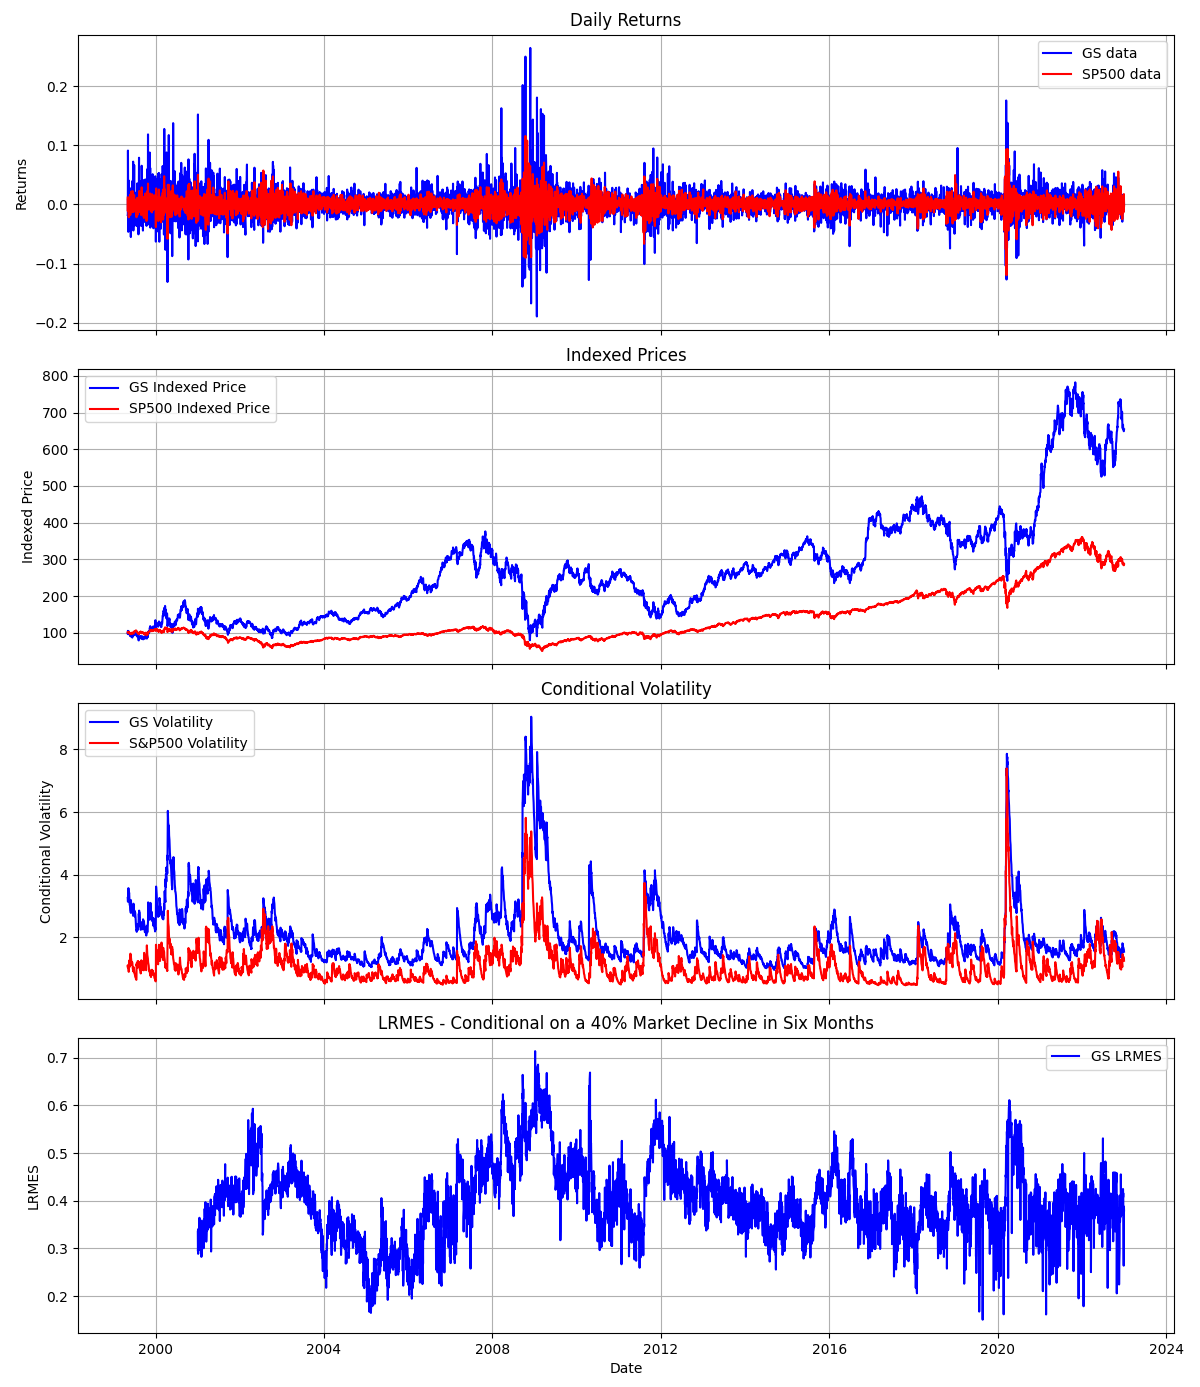 Daily Returns
GS data
SP500 data
Returns
0.2
0.1
0.0
−0.1
−0.2
Indexed Prices
GS Indexed Price
SP500 Indexed Price
Indexed Price
800
700
600
500
400
300
200
100
Conditional Volatility
GS Volatility
S&P500 Volatility
Conditional Volatility
8
6
4
2
LRMES - Conditional on a 40% Market Decline in Six Months
GS LRMES
LRMES
0.7
0.6
0.5
0.4
0.3
0.2
2000
2004
2008
2012
2016
2020
2024
Date